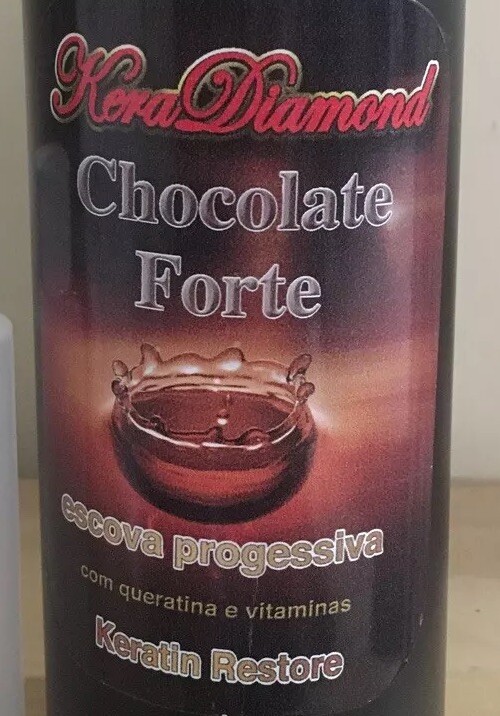 KeraDiamond
Chocolate
Forte
escova progessiva
com queratina e vitaminas
Keratin Restore